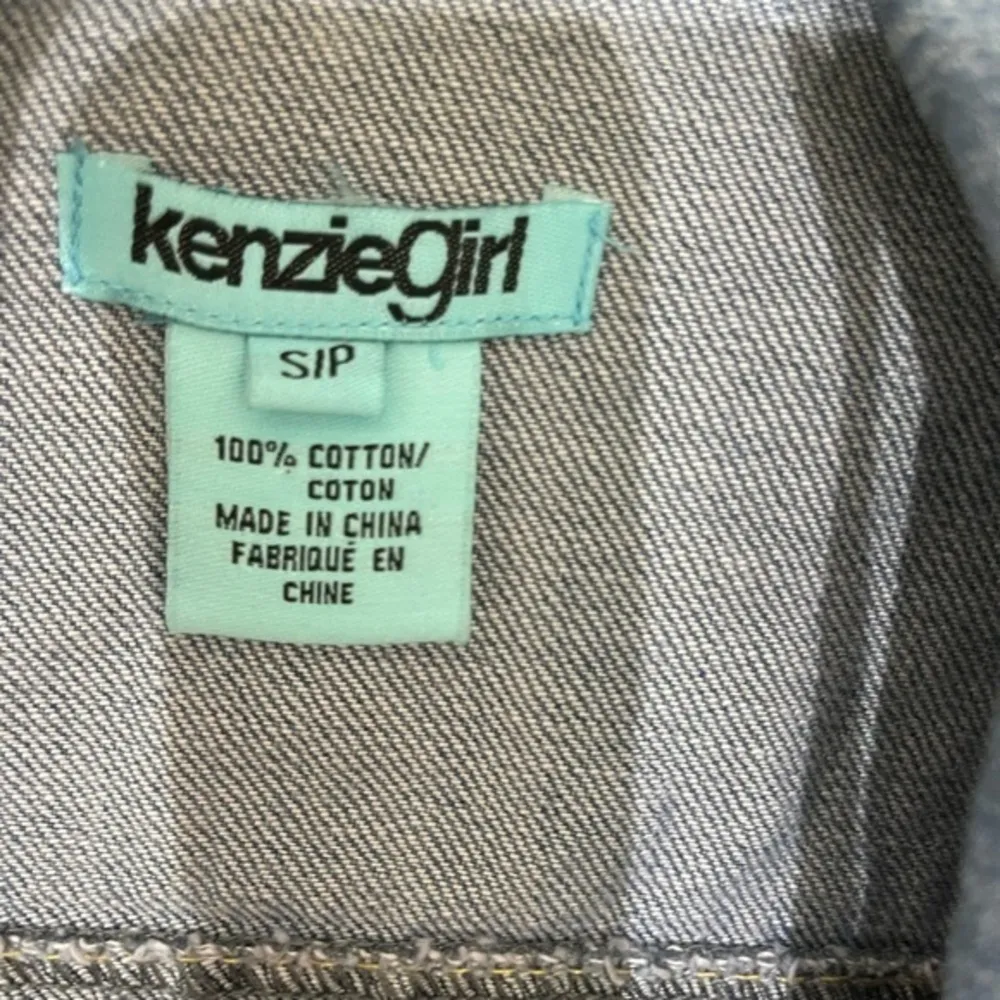 kenziegirl
S/P
100% COTTON/
COTON
MADE IN CHINA
FABRIQUÉ EN
CHINE